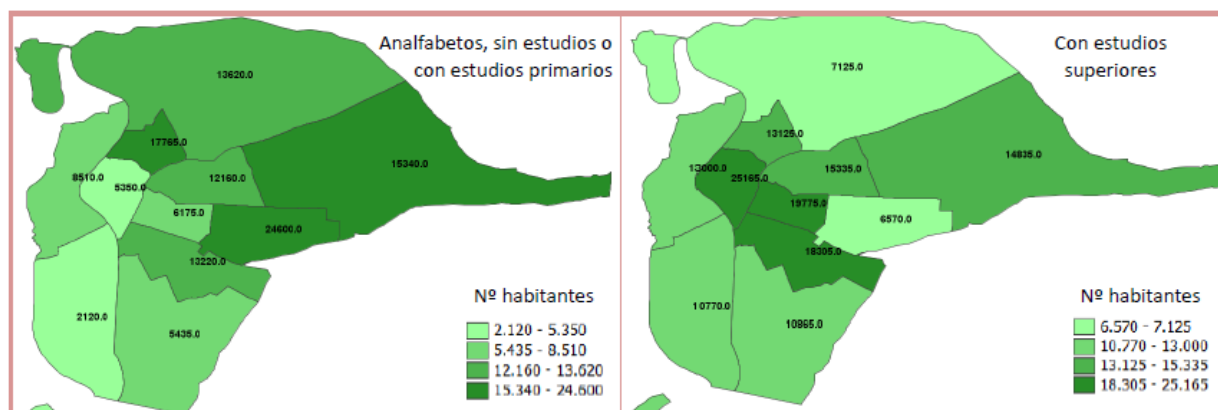 Analfabetos, sin estudios o
con estudios primarios
13620.0
17765.0
15340.0
8510.0
5350.0
12160.0
6175.0
24600.0
13220.0
2120.0
5435.0
Nº habitantes
2.120 - 5.350
5.435 - 8.510
12.160 - 13.620
15.340 - 24.600
Con estudios
superiores
7125.0
13125.0
14835.0
13000.0
25165.0
15335.0
19775.0
6570.0
18305.0
10770.0
10865.0
Nº habitantes
6.570 - 7.125
10.770 - 13.000
13.125 - 15.335
18.305 - 25.165